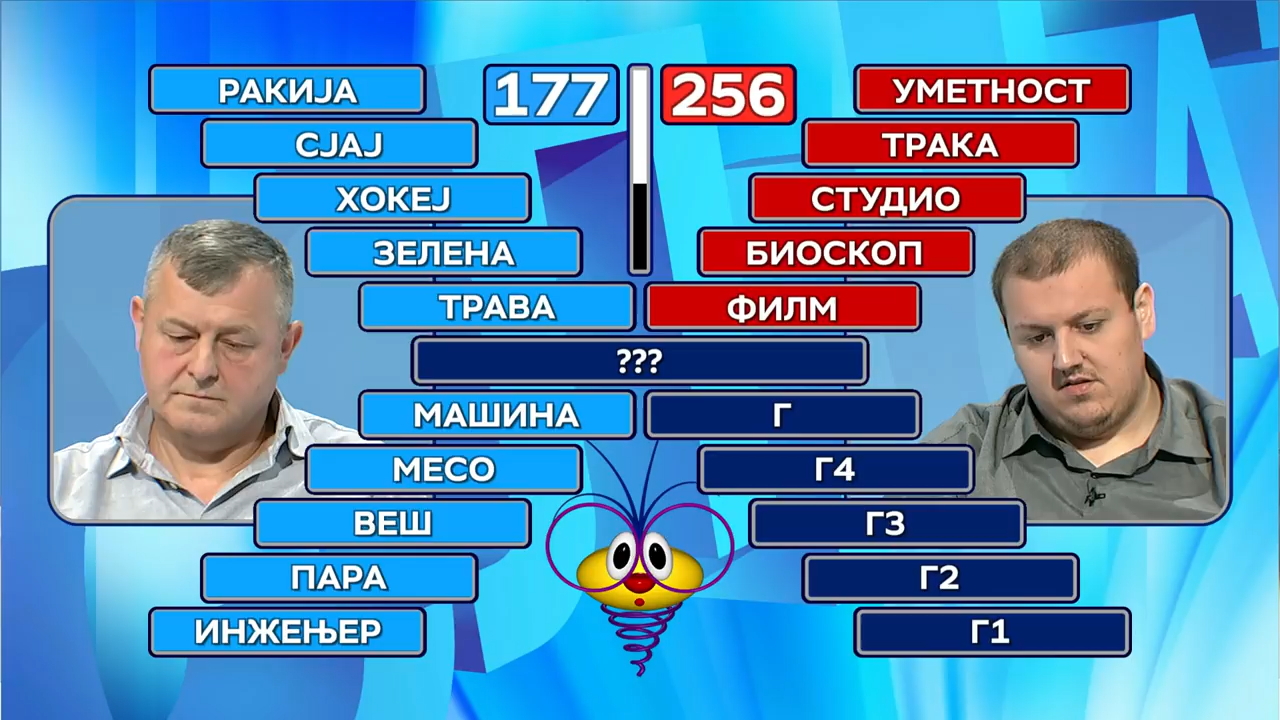 РАКИЈА 177 256 УМЕТНОСТ
СЈАЈ ТРАКА
ХОКЕЈ СТУДИО
ЗЕЛЕНА БИОСКОП
ТРАВА ФИЛМ
???
МАШИНА Г
МЕСО Г4
ВЕШ Г3
ПАРА Г2
ИНЖЕЊЕР Г1